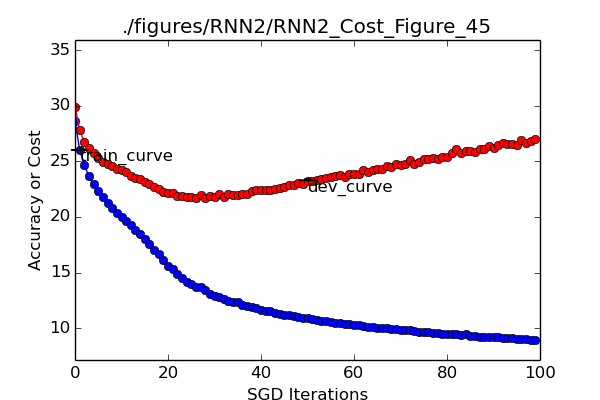 ./figures/RNN2/RNN2_Cost_Figure_45
35
30
25
20
15
10
Accuracy or Cost
train_curve
dev_curve
0
20
40
60
80
100
SGD Iterations